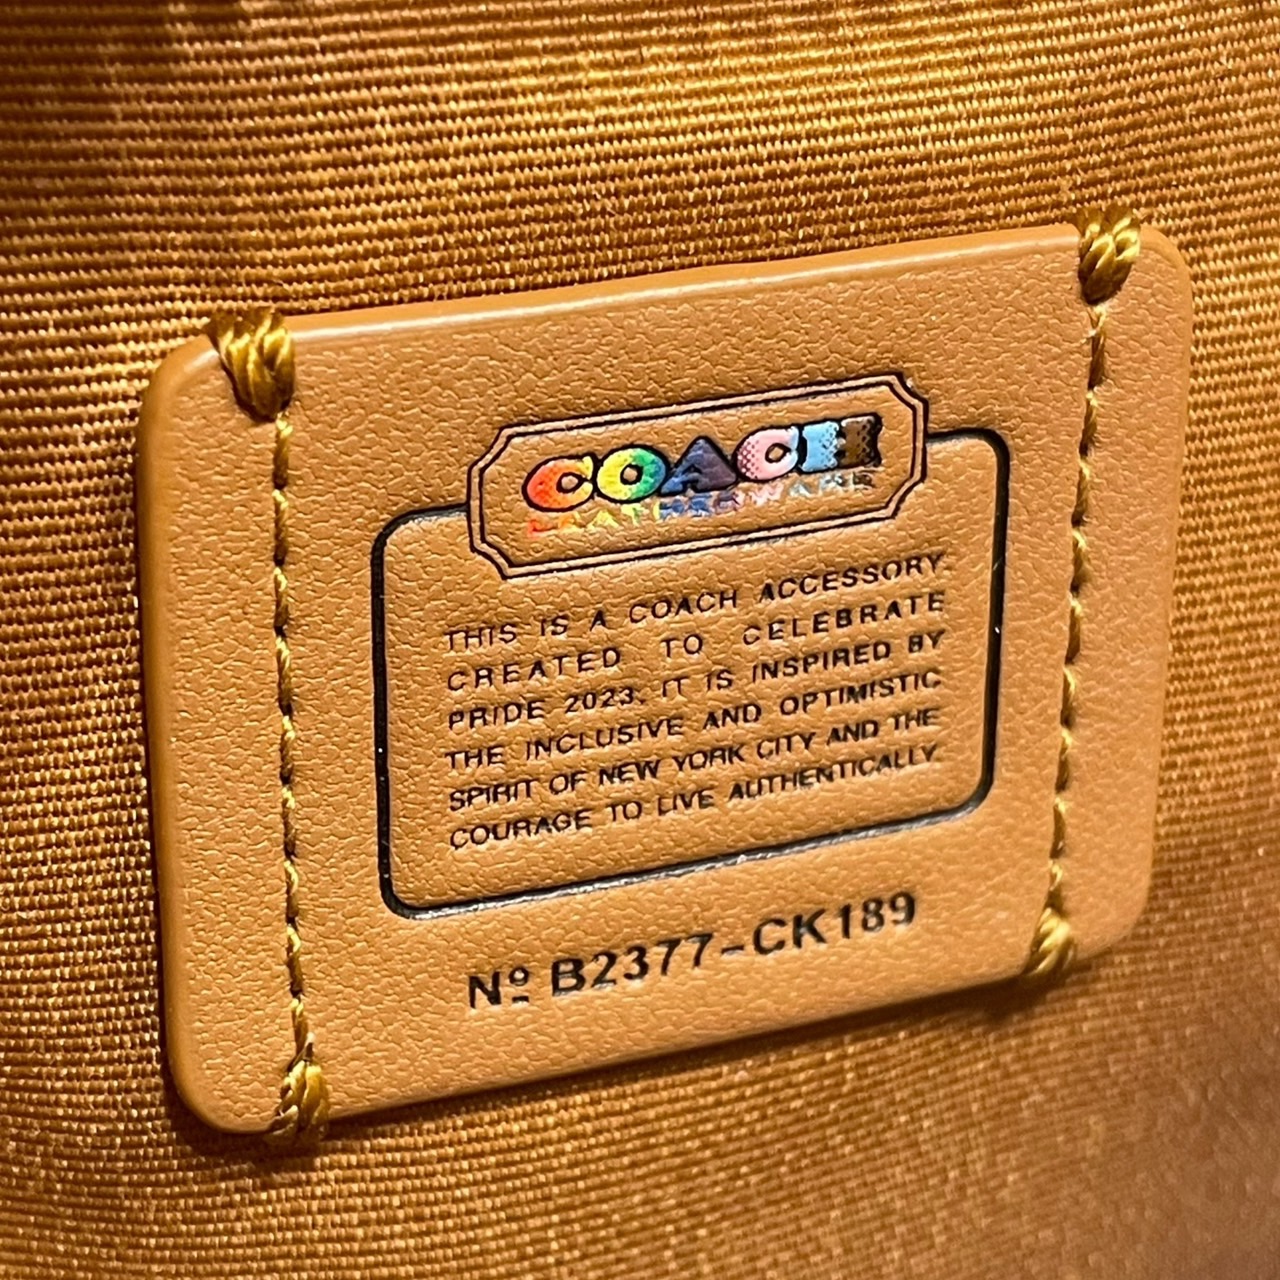 COACH
LEATHERWARE
THIS IS A COACH ACCESSORY
CREATED TO CELEBRATE
PRIDE 2023. IT IS INSPIRED BY
THE INCLUSIVE AND OPTIMISTIC
SPIRIT OF NEW YORK CITY AND THE
COURAGE TO LIVE AUTHENTICALLY.
Nº B2377-CK189